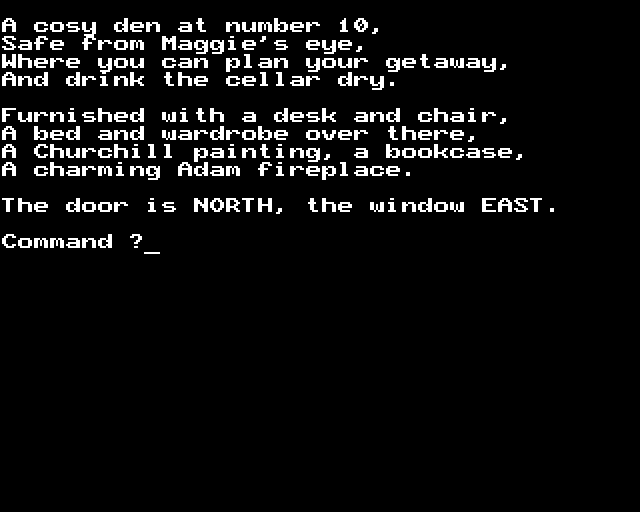 A cosy den at number 10,
Safe from Maggie's eye,
Where you can plan your getaway,
And drink the cellar dry.
Furnished with a desk and chair,
A bed and wardrobe over there,
A Churchill painting, a bookcase,
A charming Adam fireplace.
The door is NORTH, the window EAST.
Command ?_